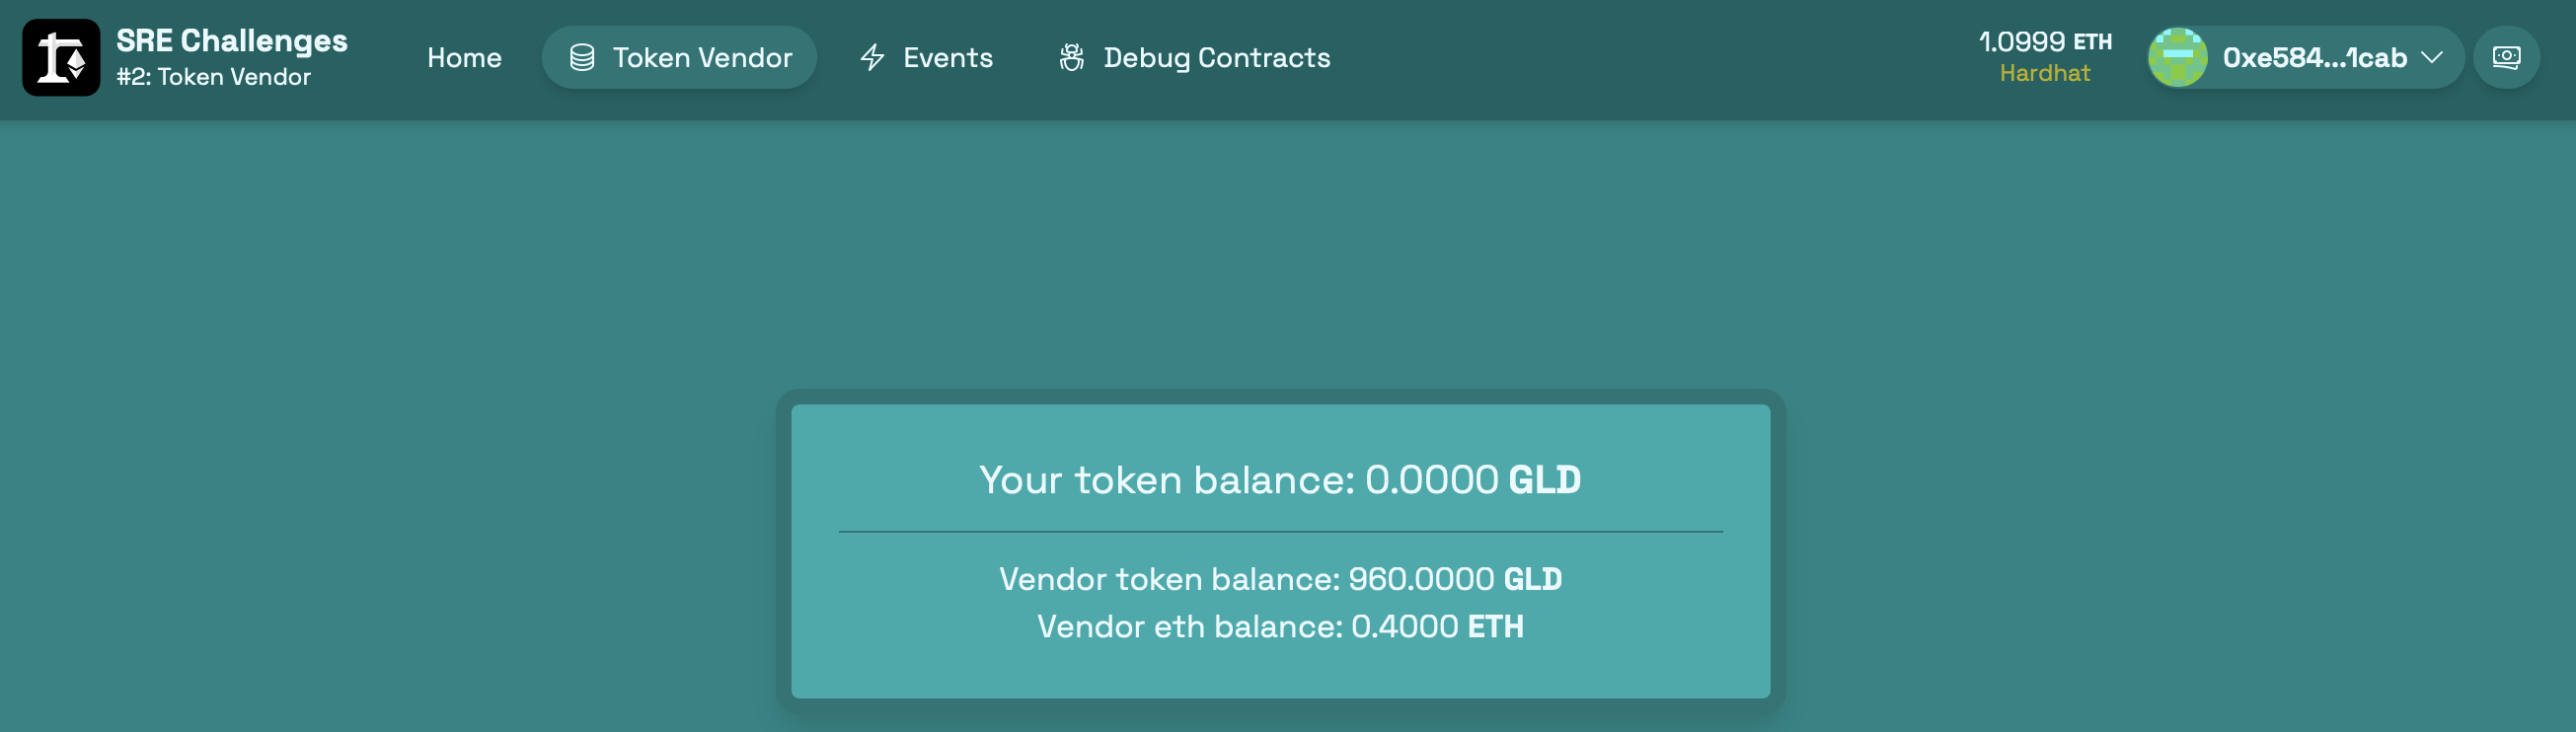 SRE Challenges
#2: Token Vendor
Home
Token Vendor
Events
Debug Contracts
1.0999 ETH
Hardhat
0xe584...1cab
Your token balance: 0.0000 GLD
Vendor token balance: 960.0000 GLD
Vendor eth balance: 0.4000 ETH